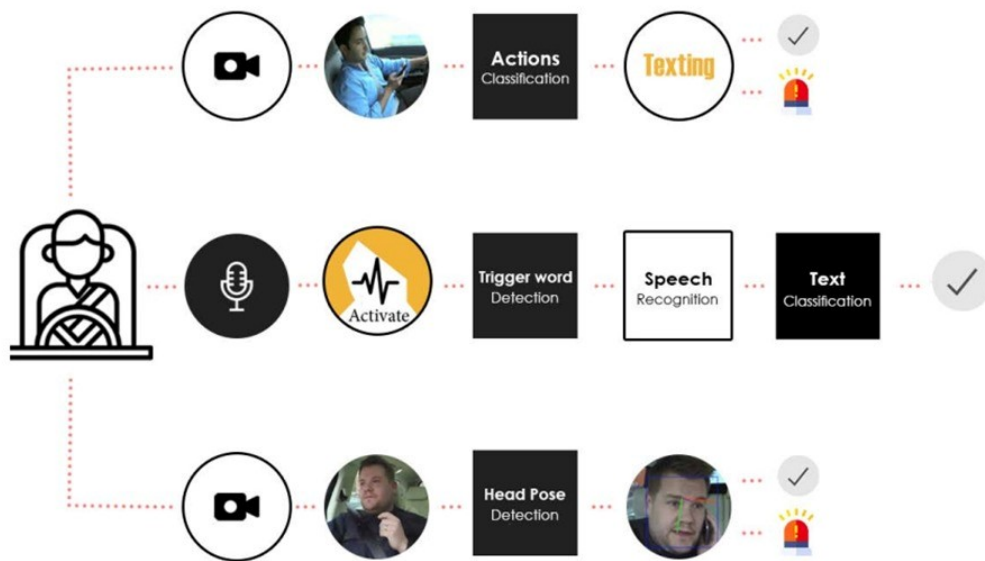 Actions
Classification
Texting
Activate
Trigger word
Detection
Speech
Recognition
Text
Classification
Head Pose
Detection